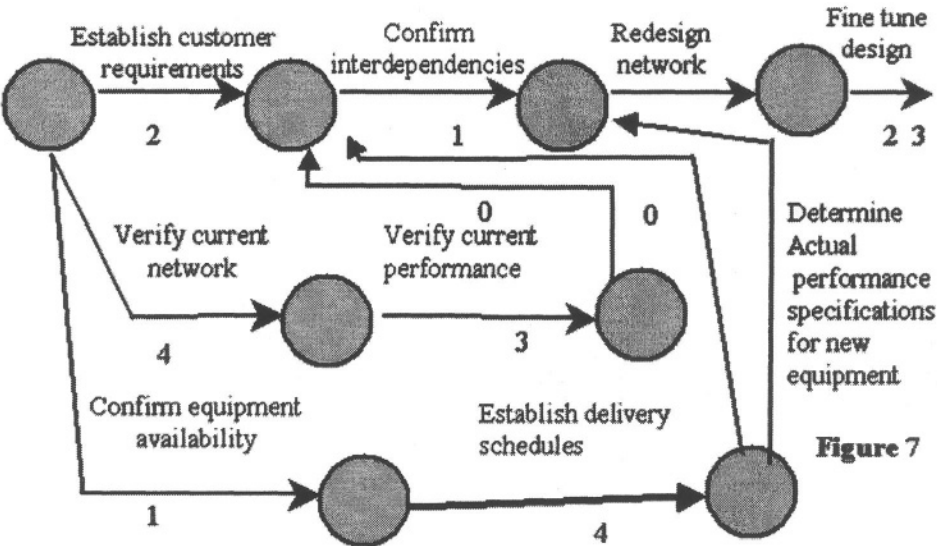 Establish customer
requirements
2
Confirm
interdependencies
1
Redesign
network
Fine tune
design
2 3
0
0
Verify current
network
4
Verify current
performance
3
Determine
Actual
performance
specifications
for new
equipment
Confirm equipment
availability
1
Establish delivery
schedules
4
Figure 7